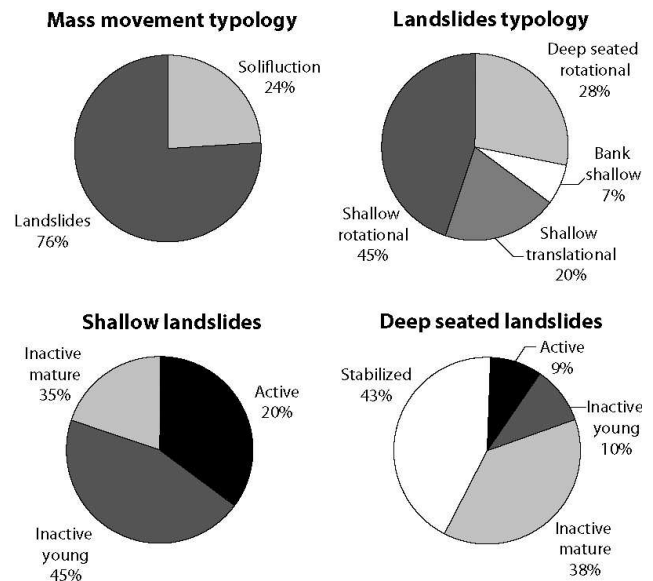 Mass movement typology
Solifluction
24%
Landslides
76%
Landslides typology
Deep seated
rotational
28%
Bank
shallow
7%
Shallow
translational
20%
Shallow
rotational
45%
Shallow landslides
Inactive
mature
35%
Active
20%
Inactive
young
45%
Deep seated landslides
Active
9%
Stabilized
43%
Inactive
young
10%
Inactive
mature
38%